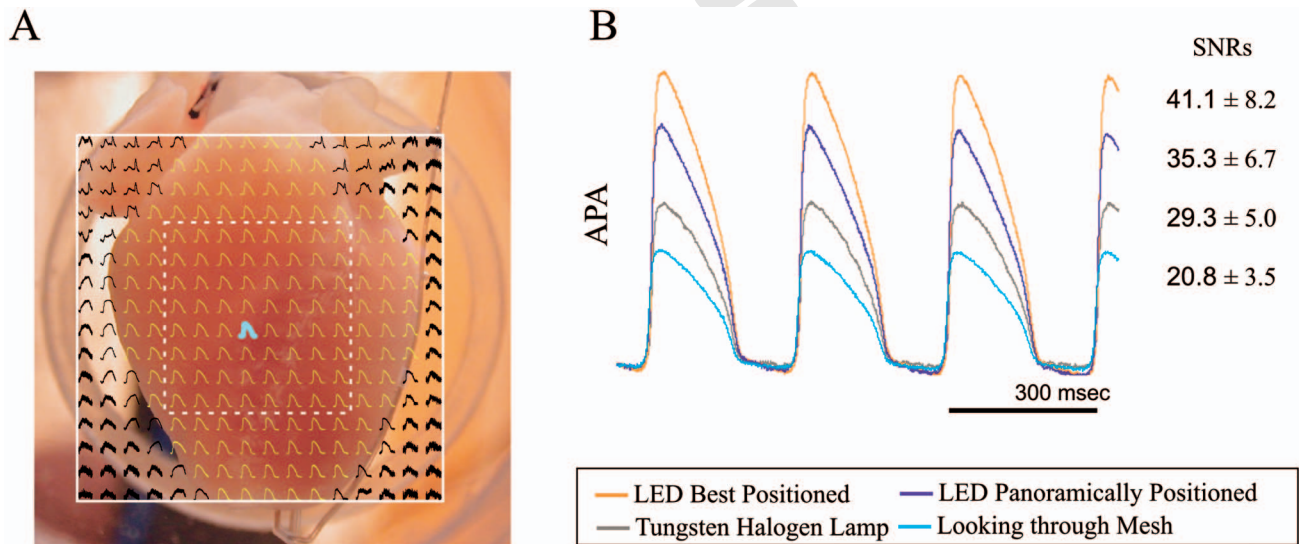 A
B
SNRs
41.1 ± 8.2
35.3 ± 6.7
29.3 ± 5.0
20.8 ± 3.5
APA
300 msec
LED Best Positioned
LED Panoramically Positioned
Tungsten Halogen Lamp
Looking through Mesh